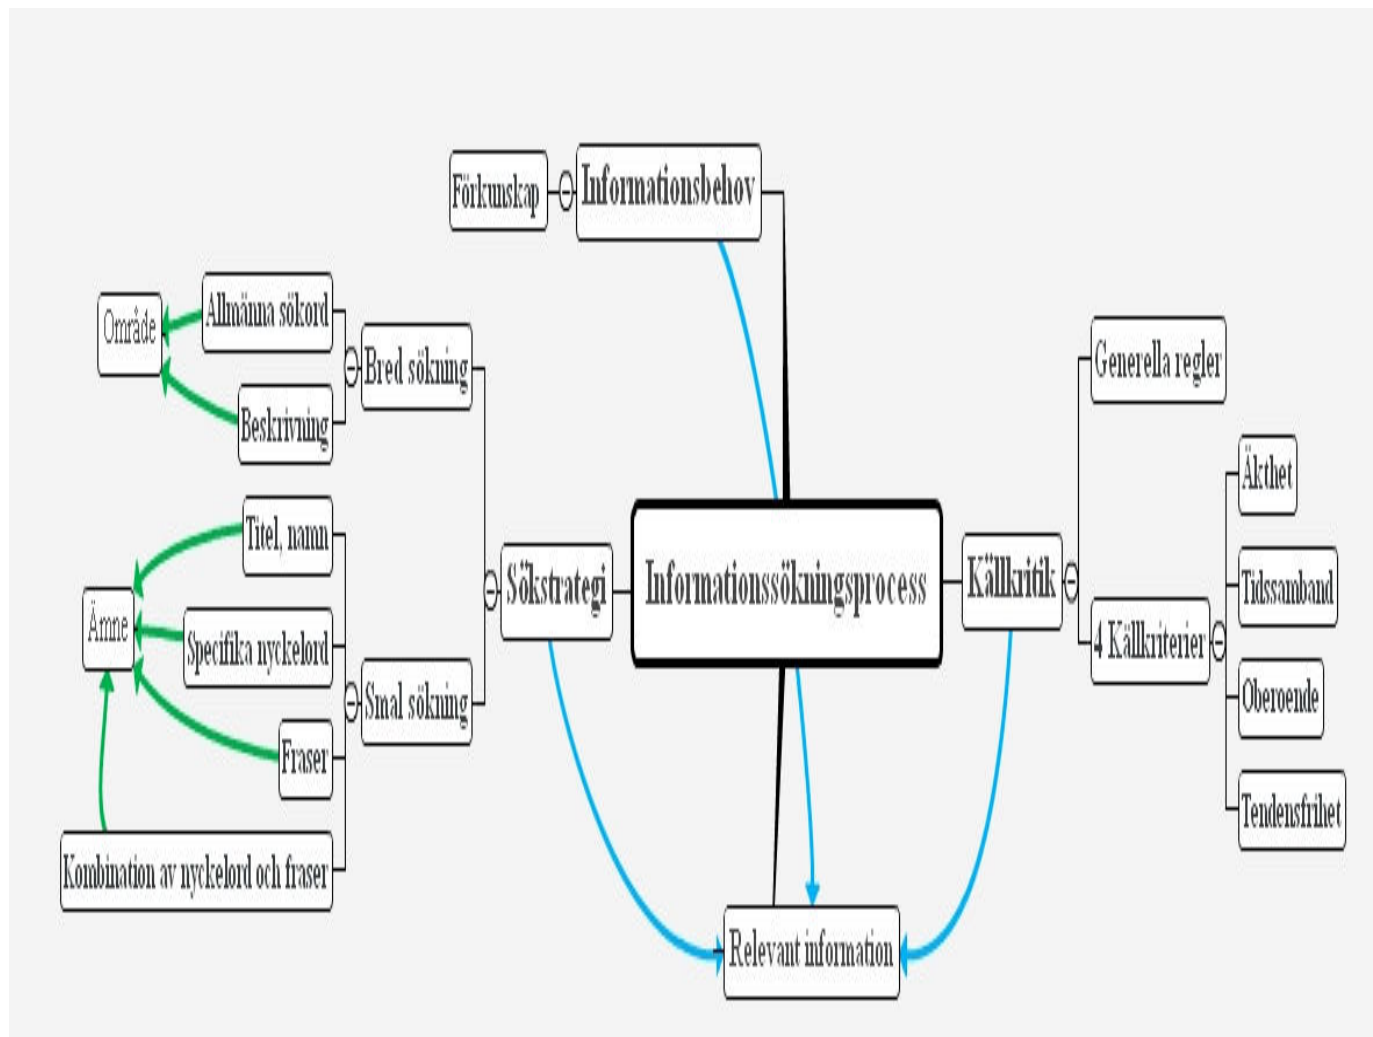 Förkunskap
Informationsbehov
Område
Allmänna sökord
Bred sökning
Beskrivning
Titel, namn
Ämne
Specifika nyckelord
Smal sökning
Fraser
Kombination av nyckelord och fraser
Sökstrategi
Informationssökningsprocess
Källkritik
Generella regler
4 Källkriterier
Äkthet
Tidssamband
Oberoende
Tendensfrihet
Relevant information